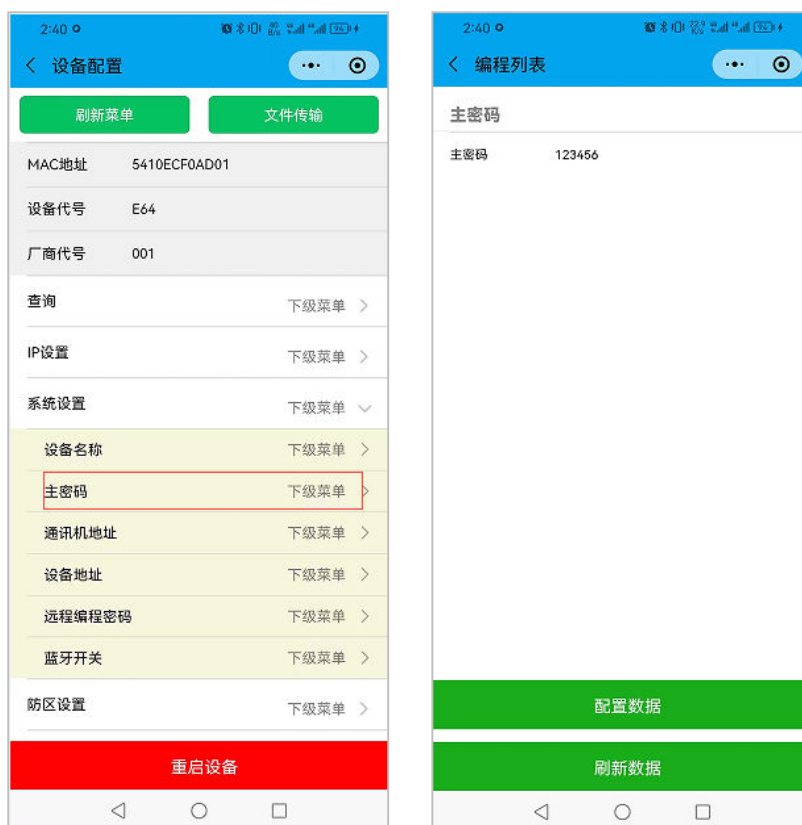 2:40
94
设备配置
刷新菜单 文件传输
MAC地址 5410ECF0AD01
设备代号 E64
厂商代号 001
查询 下级菜单
IP设置 下级菜单
系统设置 下级菜单
设备名称 下级菜单
主密码 下级菜单
通讯机地址 下级菜单
设备地址 下级菜单
远程编程密码 下级菜单
蓝牙开关 下级菜单
防区设置 下级菜单
重启设备
2:40
94
编程列表
主密码
主密码 123456
配置数据
刷新数据